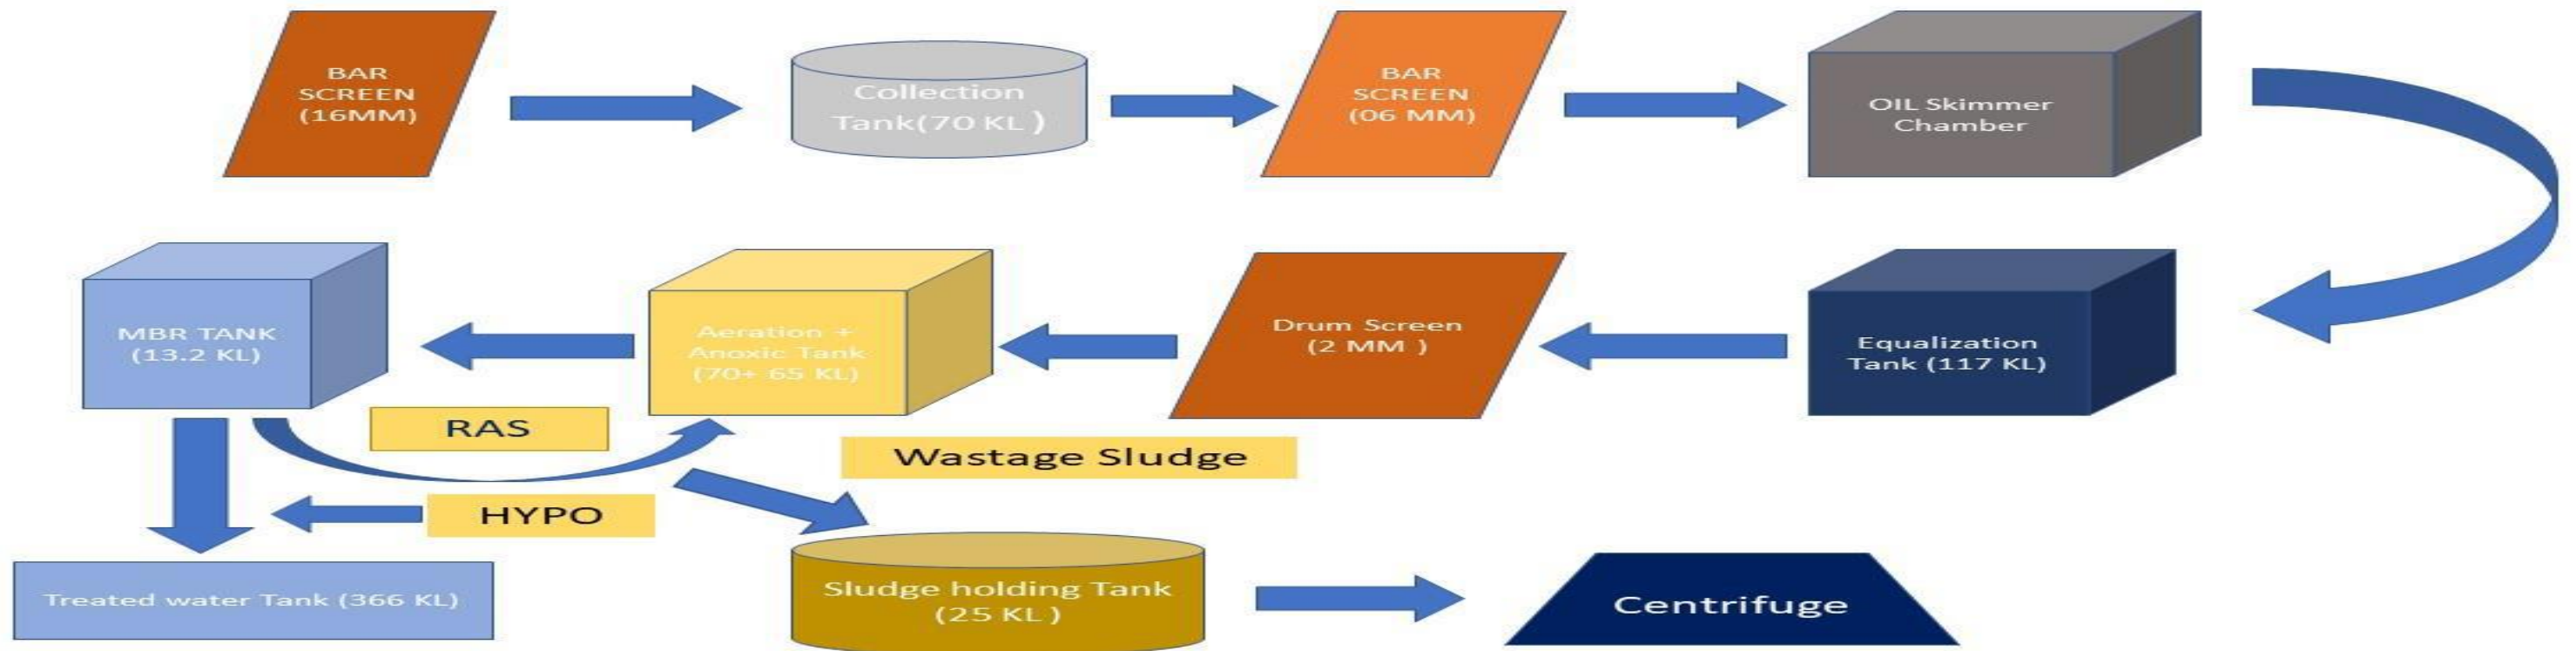 BAR
SCREEN
(16MM)
Collection
Tank(70 KL )
BAR
SCREEN
(06 MM)
OIL Skimmer
Chamber
MBR TANK
(13.2 KL)
Aeration +
Anoxic Tank
(70+ 65 KL)
Drum Screen
(2 MM )
Equalization
Tank (117 KL)
RAS
Wastage Sludge
HYPO
Treated water Tank (366 KL)
Sludge holding Tank
(25 KL )
Centrifuge